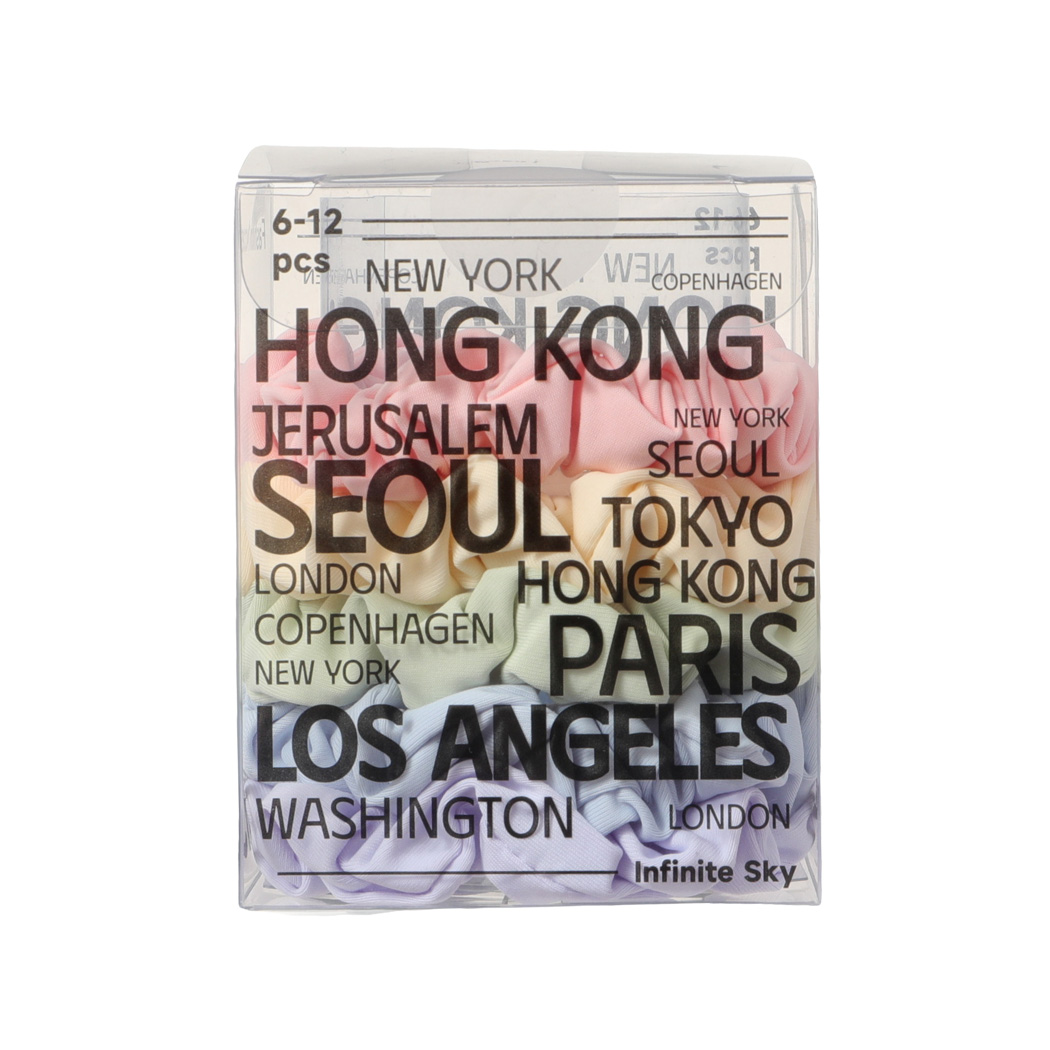 6-12
pcs
NEW YORK
COPENHAGEN
HONG KONG
JERUSALEM
NEW YORK
SEOUL
SEOUL
TOKYO
LONDON
HONG KONG
COPENHAGEN
PARIS
NEW YORK
LOS ANGELES
WASHINGTON
LONDON
Infinite Sky